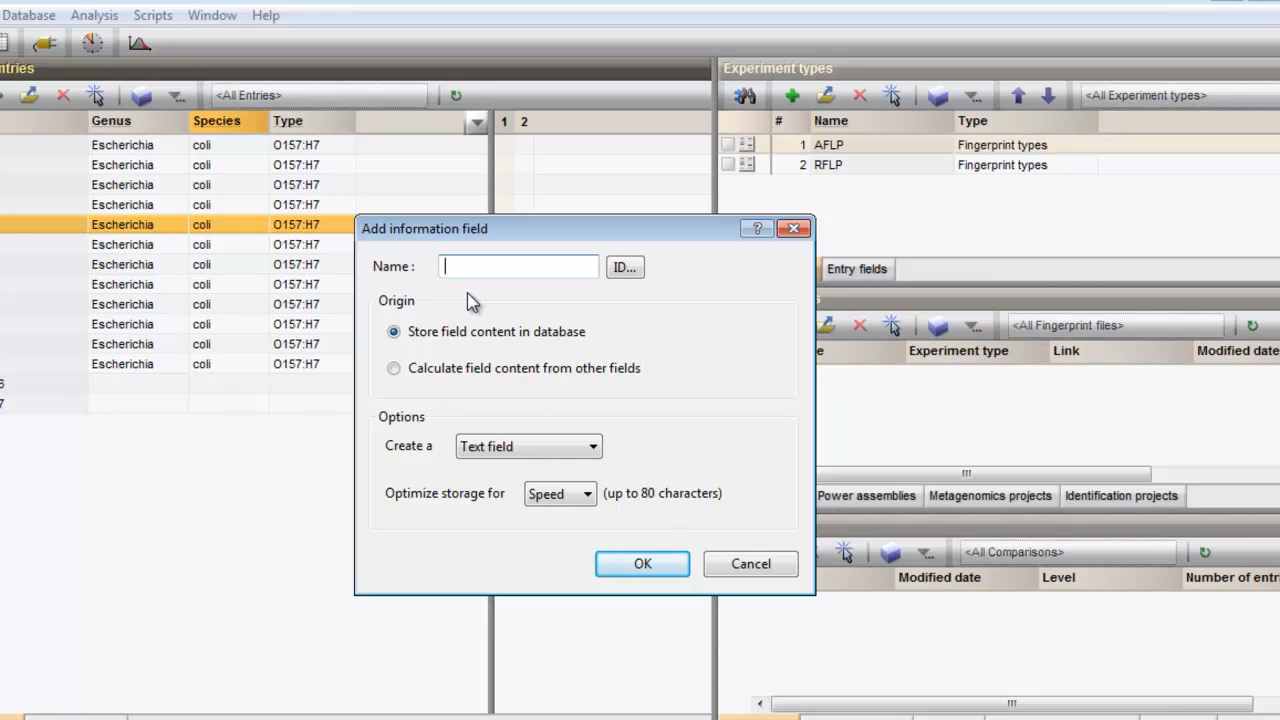 Database Analysis Scripts Window Help
ntries
Experiment types
<All Entries>
<All Experiment types>
Genus Species Type 1 2
# Name Type
Escherichia coli O157:H7
1 AFLP Fingerprint types
Escherichia coli O157:H7
2 RFLP Fingerprint types
Escherichia coli O157:H7
Escherichia coli O157:H7
Escherichia coli O157:H7
Escherichia coli O157:H7
Escherichia coli O157:H7
Escherichia coli O157:H7
Escherichia coli O157:H7
Escherichia coli O157:H7
Escherichia coli O157:H7
Escherichia coli O157:H7
6
7
Add information field
?
Name :
ID...
Origin
Store field content in database
Calculate field content from other fields
Options
Create a Text field
Optimize storage for Speed (up to 80 characters)
OK Cancel
Entry fields
s
<All Fingerprint files>
e Experiment type Link Modified date
Power assemblies Metagenomics projects Identification projects
<All Comparisons>
Modified date Level Number of entri